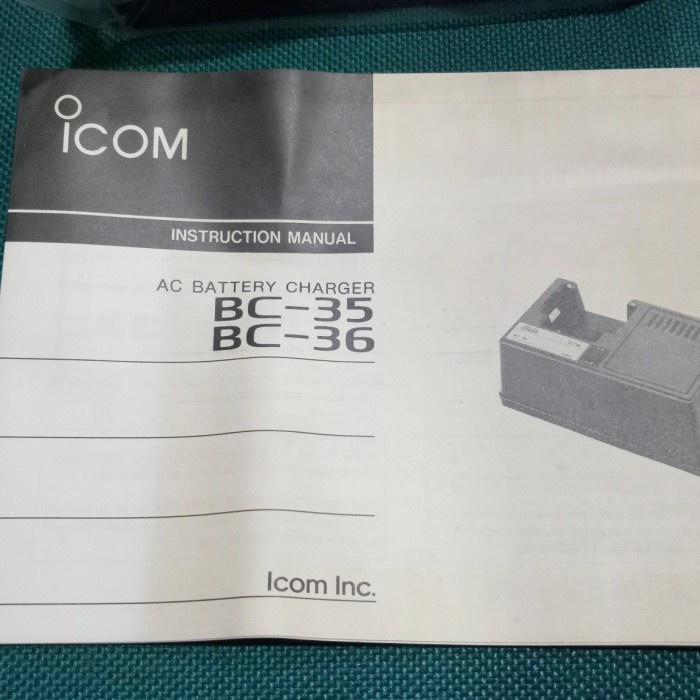 ICOM
INSTRUCTION MANUAL
AC BATTERY CHARGER
BC-35
BC-36
Icom Inc.